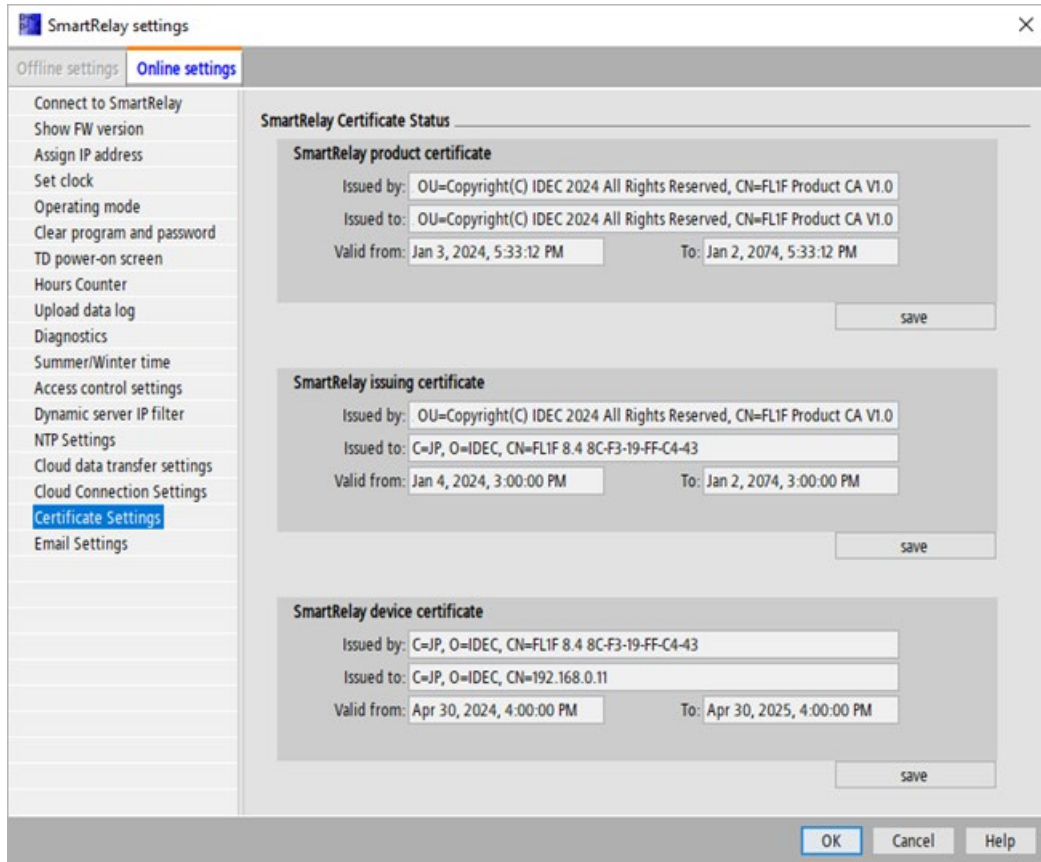 SmartRelay settings
Offline settings
Online settings
Connect to SmartRelay
Show FW version
Assign IP address
Set clock
Operating mode
Clear program and password
TD power-on screen
Hours Counter
Upload data log
Diagnostics
Summer/Winter time
Access control settings
Dynamic server IP filter
NTP Settings
Cloud data transfer settings
Cloud Connection Settings
Certificate Settings
Email Settings
SmartRelay Certificate Status
SmartRelay product certificate
Issued by: OU=Copyright(C) IDEC 2024 All Rights Reserved, CN=FL1F Product CA V1.0
Issued to: OU=Copyright(C) IDEC 2024 All Rights Reserved, CN=FL1F Product CA V1.0
Valid from: Jan 3, 2024, 5:33:12 PM To: Jan 2, 2074, 5:33:12 PM
save
SmartRelay issuing certificate
Issued by: OU=Copyright(C) IDEC 2024 All Rights Reserved, CN=FL1F Product CA V1.0
Issued to: C=JP, O=IDEC, CN=FL1F 8.4 8C-F3-19-FF-C4-43
Valid from: Jan 4, 2024, 3:00:00 PM To: Jan 2, 2074, 3:00:00 PM
save
SmartRelay device certificate
Issued by: C=JP, O=IDEC, CN=FL1F 8.4 8C-F3-19-FF-C4-43
Issued to: C=JP, O=IDEC, CN=192.168.0.11
Valid from: Apr 30, 2024, 4:00:00 PM To: Apr 30, 2025, 4:00:00 PM
save
OK Cancel Help